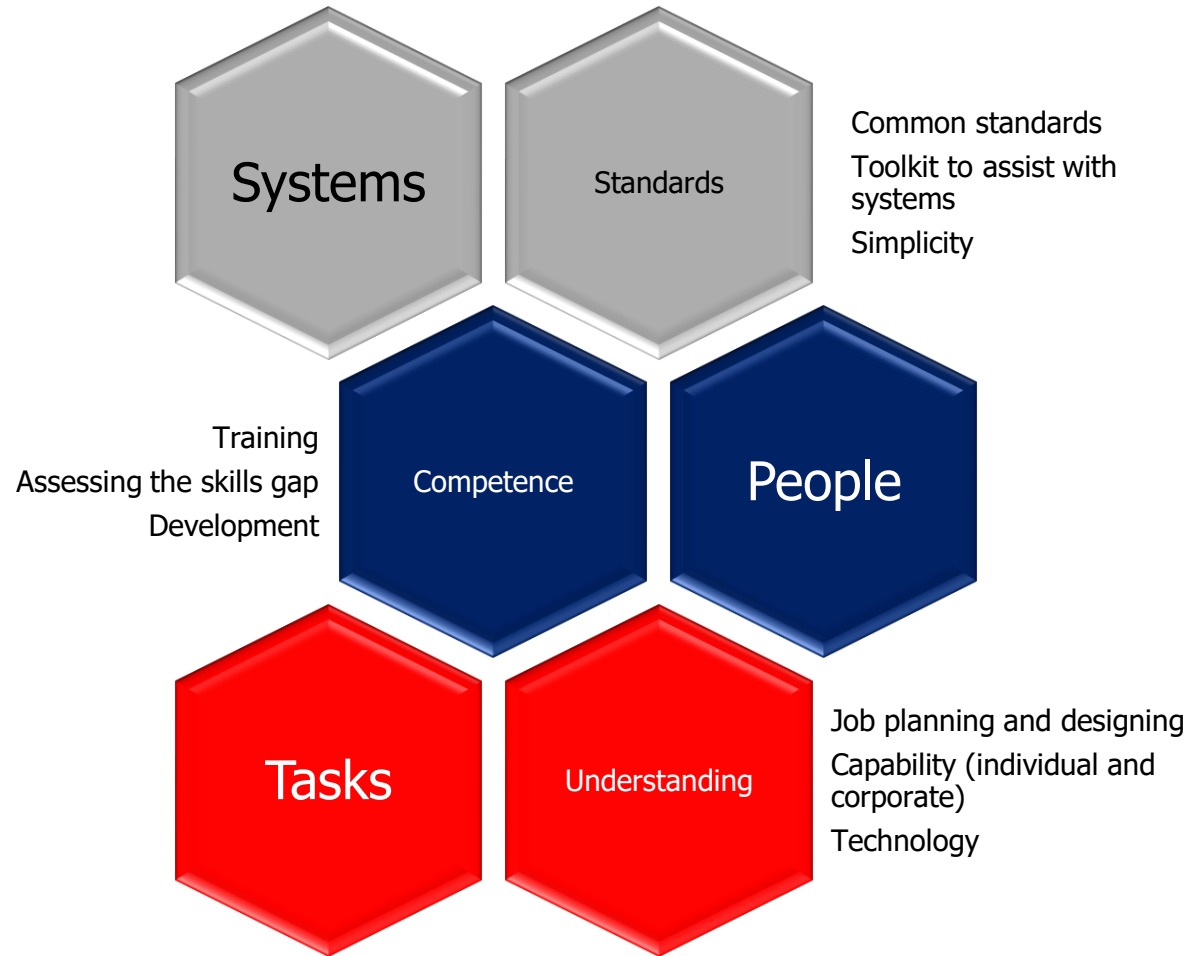 Systems
Standards
Common standards
Toolkit to assist with
systems
Simplicity
Training
Assessing the skills gap
Development
Competence
People
Tasks
Understanding
Job planning and designing
Capability (individual and
corporate)
Technology